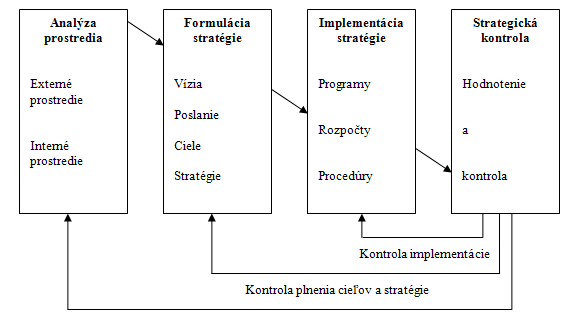 Analýza
prostredia
Externé
prostredie
Interné
prostredie
Formulácia
stratégie
Vízia
Poslanie
Ciele
Stratégie
Implementácia
stratégie
Programy
Rozpočty
Procedúry
Strategická
kontrola
Hodnotenie
a
kontrola
Kontrola implementácie
Kontrola plnenia cieľov a stratégie